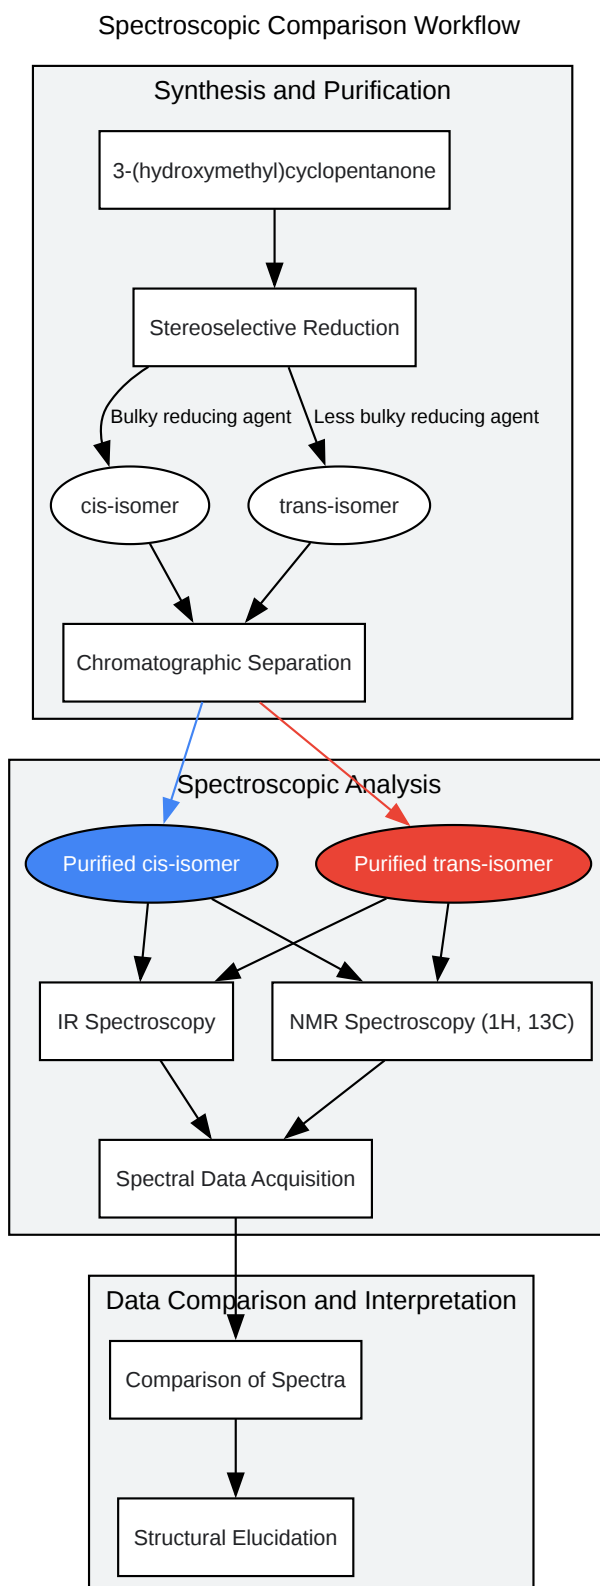 Spectroscopic Comparison Workflow
Synthesis and Purification
3-(hydroxymethyl)cyclopentanone
Stereoselective Reduction
Bulky reducing agent
Less bulky reducing agent
cis-isomer
trans-isomer
Chromatographic Separation
Spectroscopic Analysis
Purified cis-isomer
Purified trans-isomer
IR Spectroscopy
NMR Spectroscopy (1H, 13C)
Spectral Data Acquisition
Data Comparison and Interpretation
Comparison of Spectra
Structural Elucidation